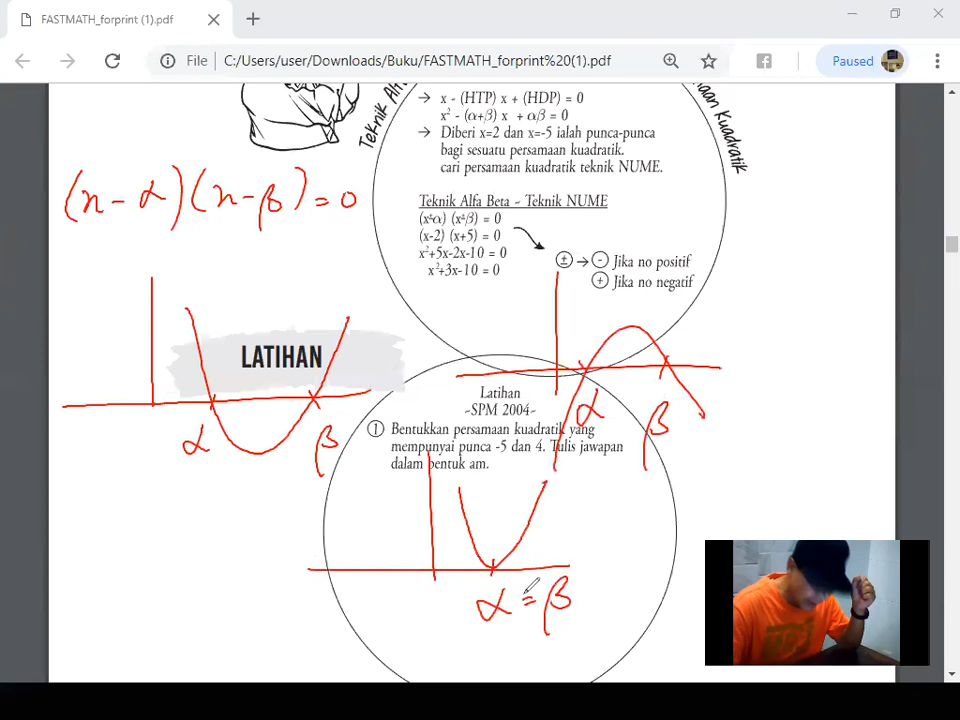 FASTMATH_forprint (1).pdf
File
C:/Users/user/Downloads/Buku/FASTMATH_forprint%20(1).pdf
Paused
Teknik Alf
aan Kuadratik
→ x - (HTP) x + (HDP) = 0
x² - (α+β) x + αβ = 0
→ Diberi x=2 dan x=-5 ialah punca-punca
bagi sesuatu persamaan kuadratik.
cari persamaan kuadratik teknik NUME.
(x - α)(x - β) = 0
Teknik Alfa Beta - Teknik NUME
(x±α) (x±β) = 0
(x-2) (x+5) = 0
x²+5x-2x-10 = 0
x²+3x-10 = 0
± → - Jika no positif
+ Jika no negatif
LATIHAN
Latihan
-SPM 2004-
1 Bentukkan persamaan kuadratik yang
mempunyai punca -5 dan 4. Tulis jawapan
dalam bentuk am.
α β
α β
α = β